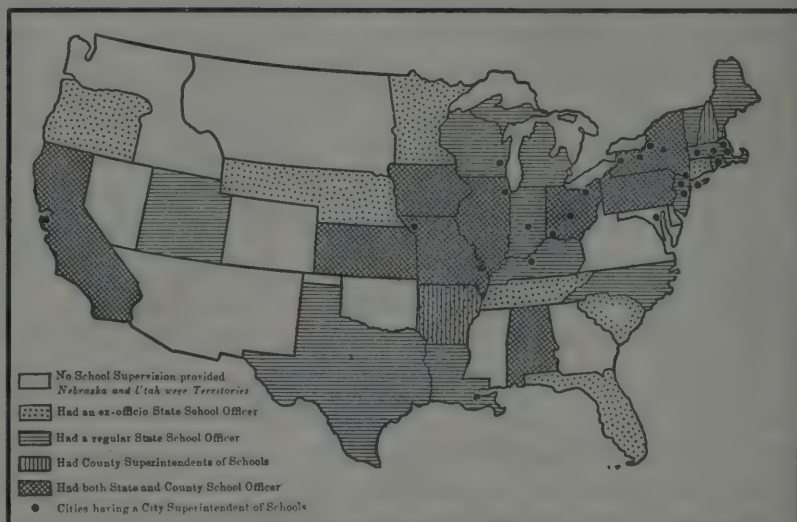 No School Supervision provided
Nebraska and Utah were Territories
Had an ex-officio State School Officer
Had a regular State School Officer
Had County Superintendents of Schools
Had both State and County School Officer
Cities having a City Superintendent of Schools